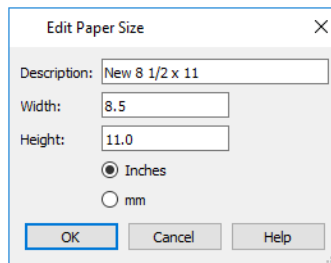 Edit Paper Size
Description: New 8 1/2 x 11
Width: 8.5
Height: 11.0
Inches
mm
OK Cancel Help